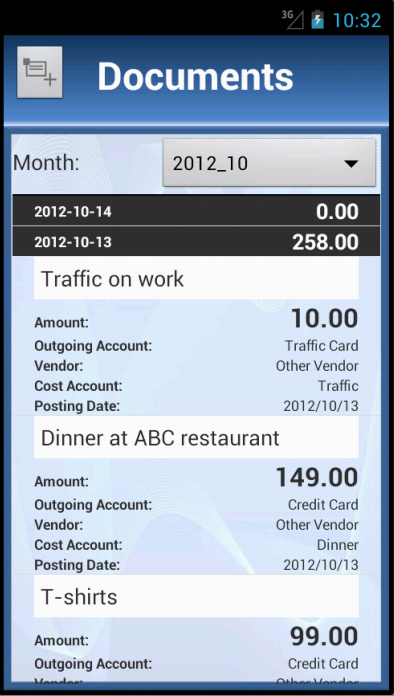 3G 10:32
Documents
Month: 2012_10
2012-10-14 0.00
2012-10-13 258.00
Traffic on work
Amount: 10.00
Outgoing Account: Traffic Card
Vendor: Other Vendor
Cost Account: Traffic
Posting Date: 2012/10/13
Dinner at ABC restaurant
Amount: 149.00
Outgoing Account: Credit Card
Vendor: Other Vendor
Cost Account: Dinner
Posting Date: 2012/10/13
T-shirts
Amount: 99.00
Outgoing Account: Credit Card
Vendor: Other Vendor